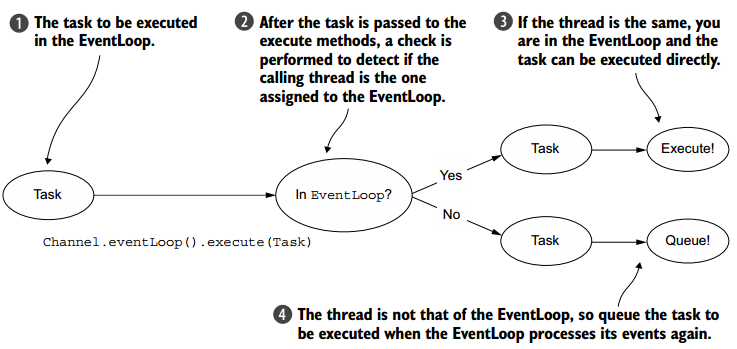 1 The task to be executed
in the EventLoop.
2 After the task is passed to the
execute methods, a check is
performed to detect if the
calling thread is the one
assigned to the EventLoop.
3 If the thread is the same, you
are in the EventLoop and the
task can be executed directly.
Task
In EventLoop?
Yes
No
Task
Execute!
Task
Queue!
Channel.eventLoop().execute(Task)
4 The thread is not that of the EventLoop, so queue the task to
be executed when the EventLoop processes its events again.